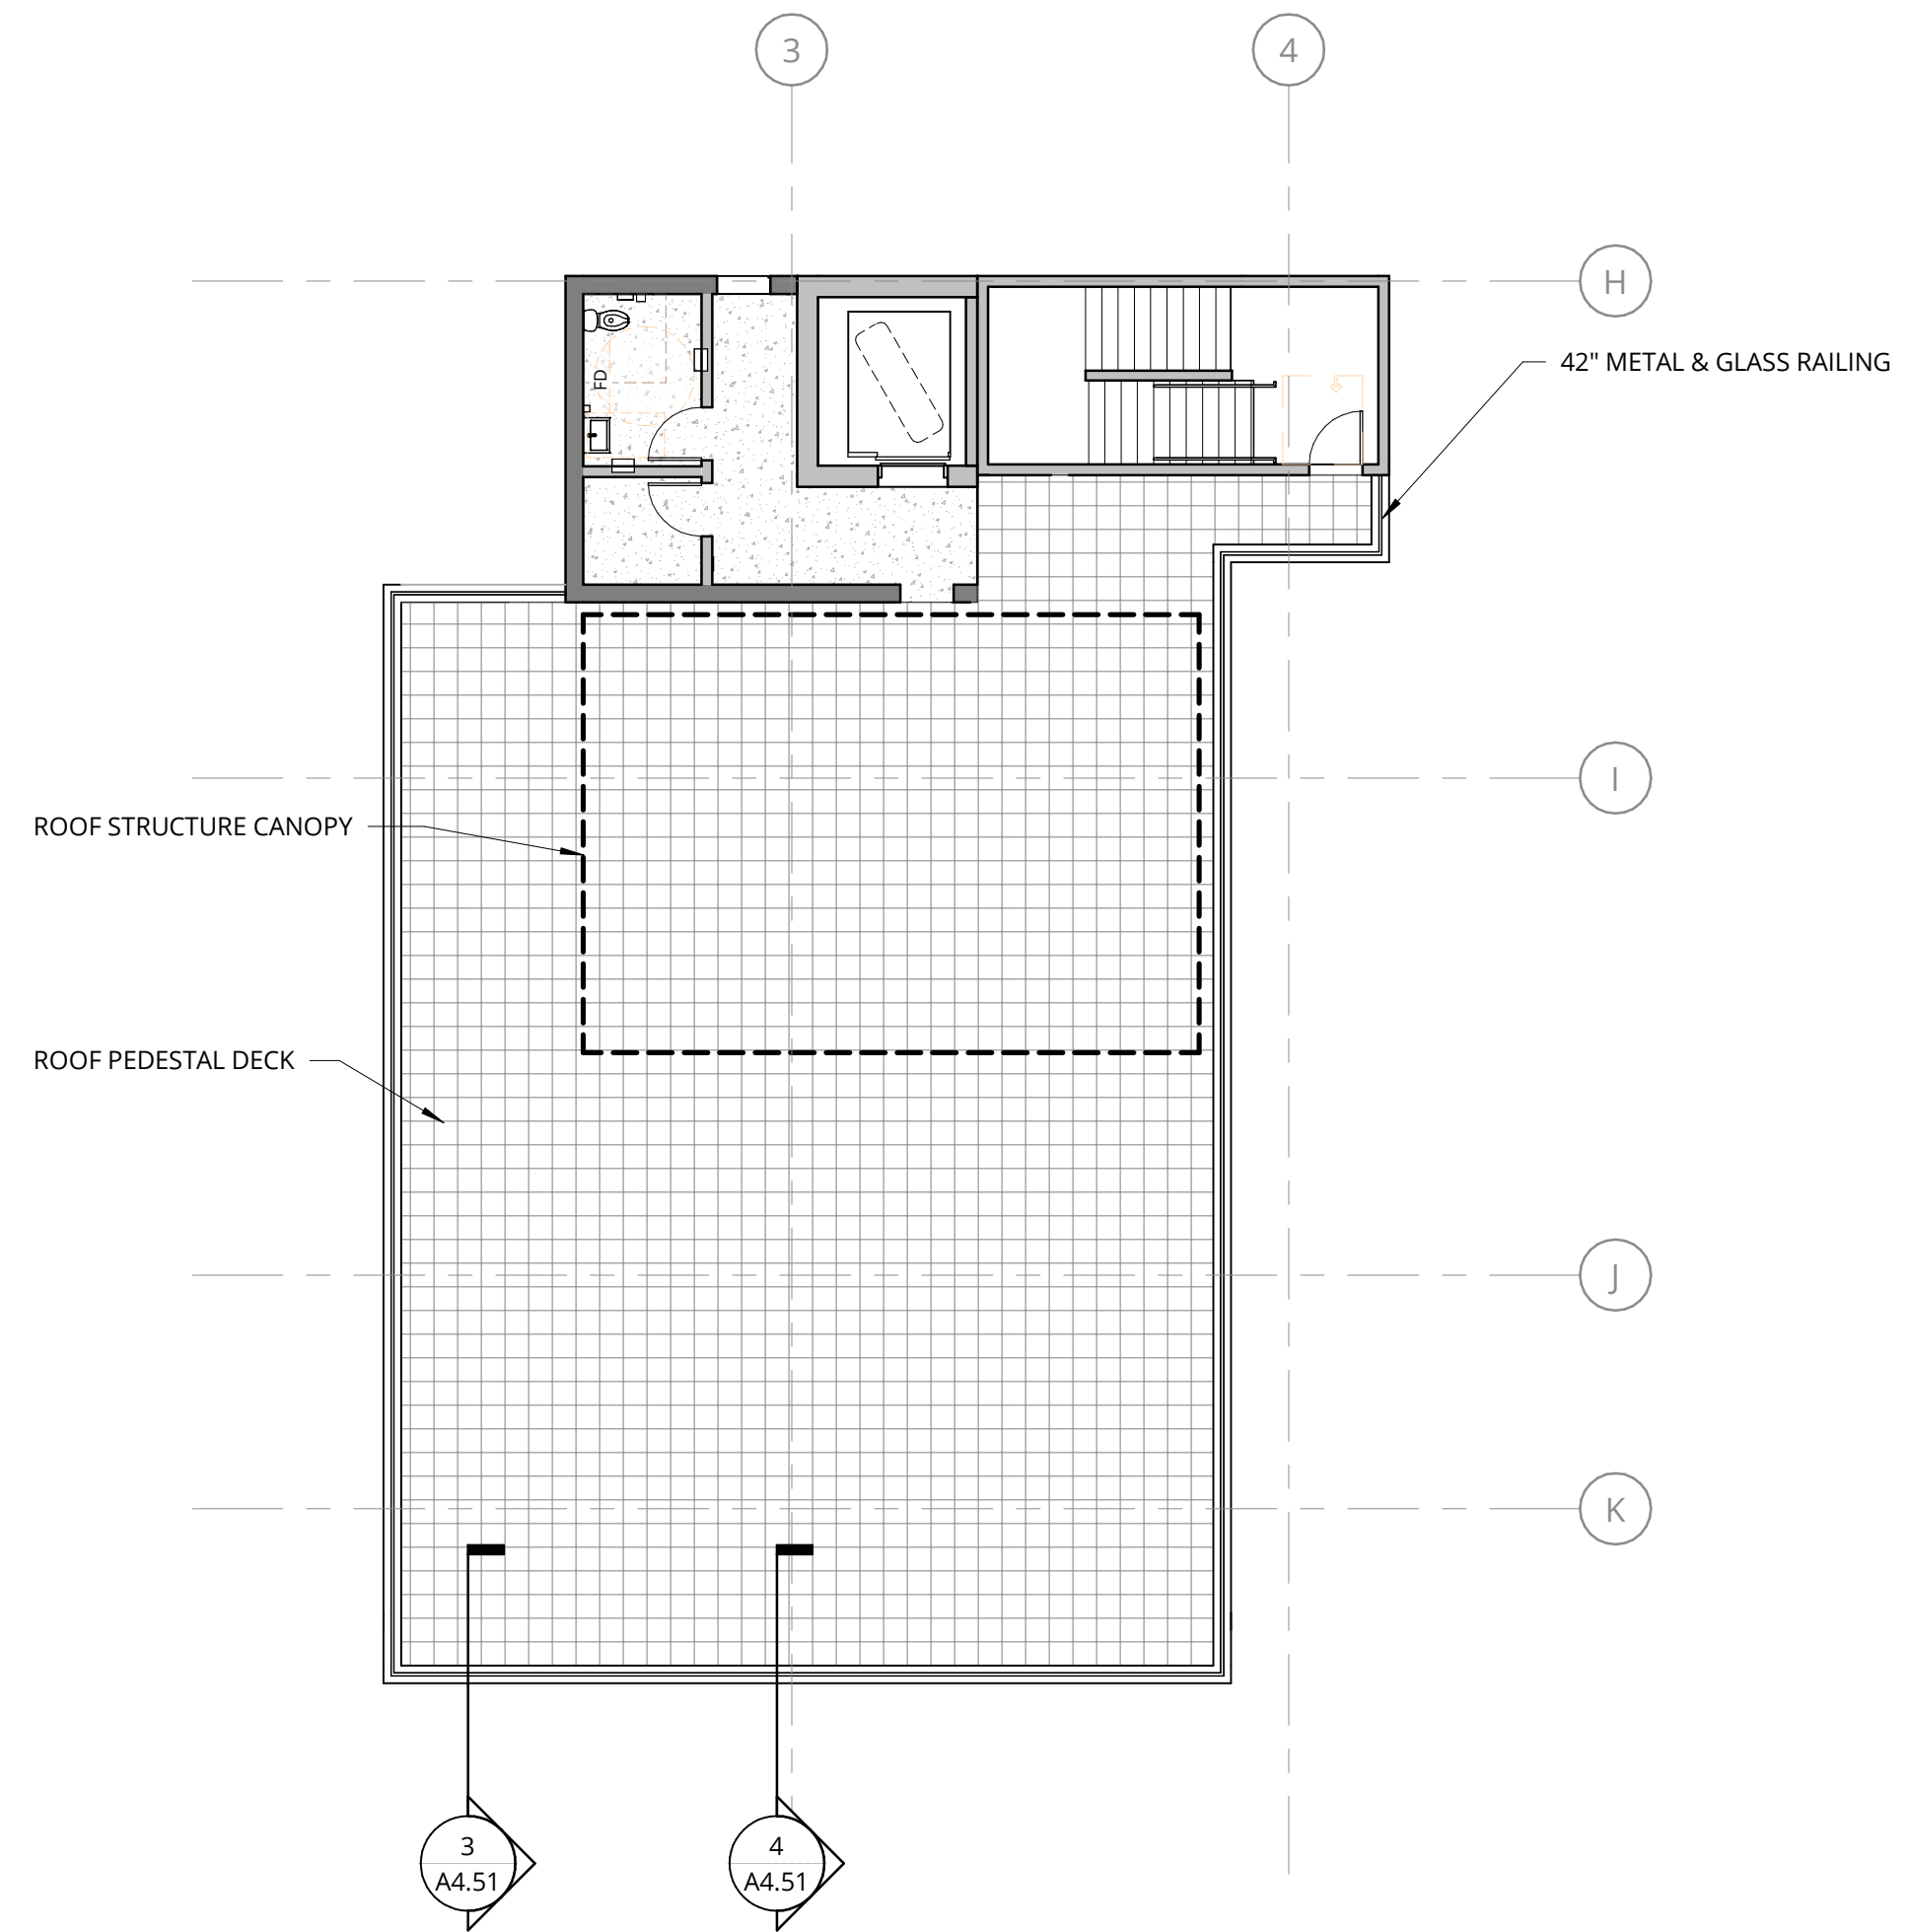 3
4
H
42" METAL & GLASS RAILING
FD
I
ROOF STRUCTURE CANOPY
ROOF PEDESTAL DECK
J
K
3
A4.51
4
A4.51